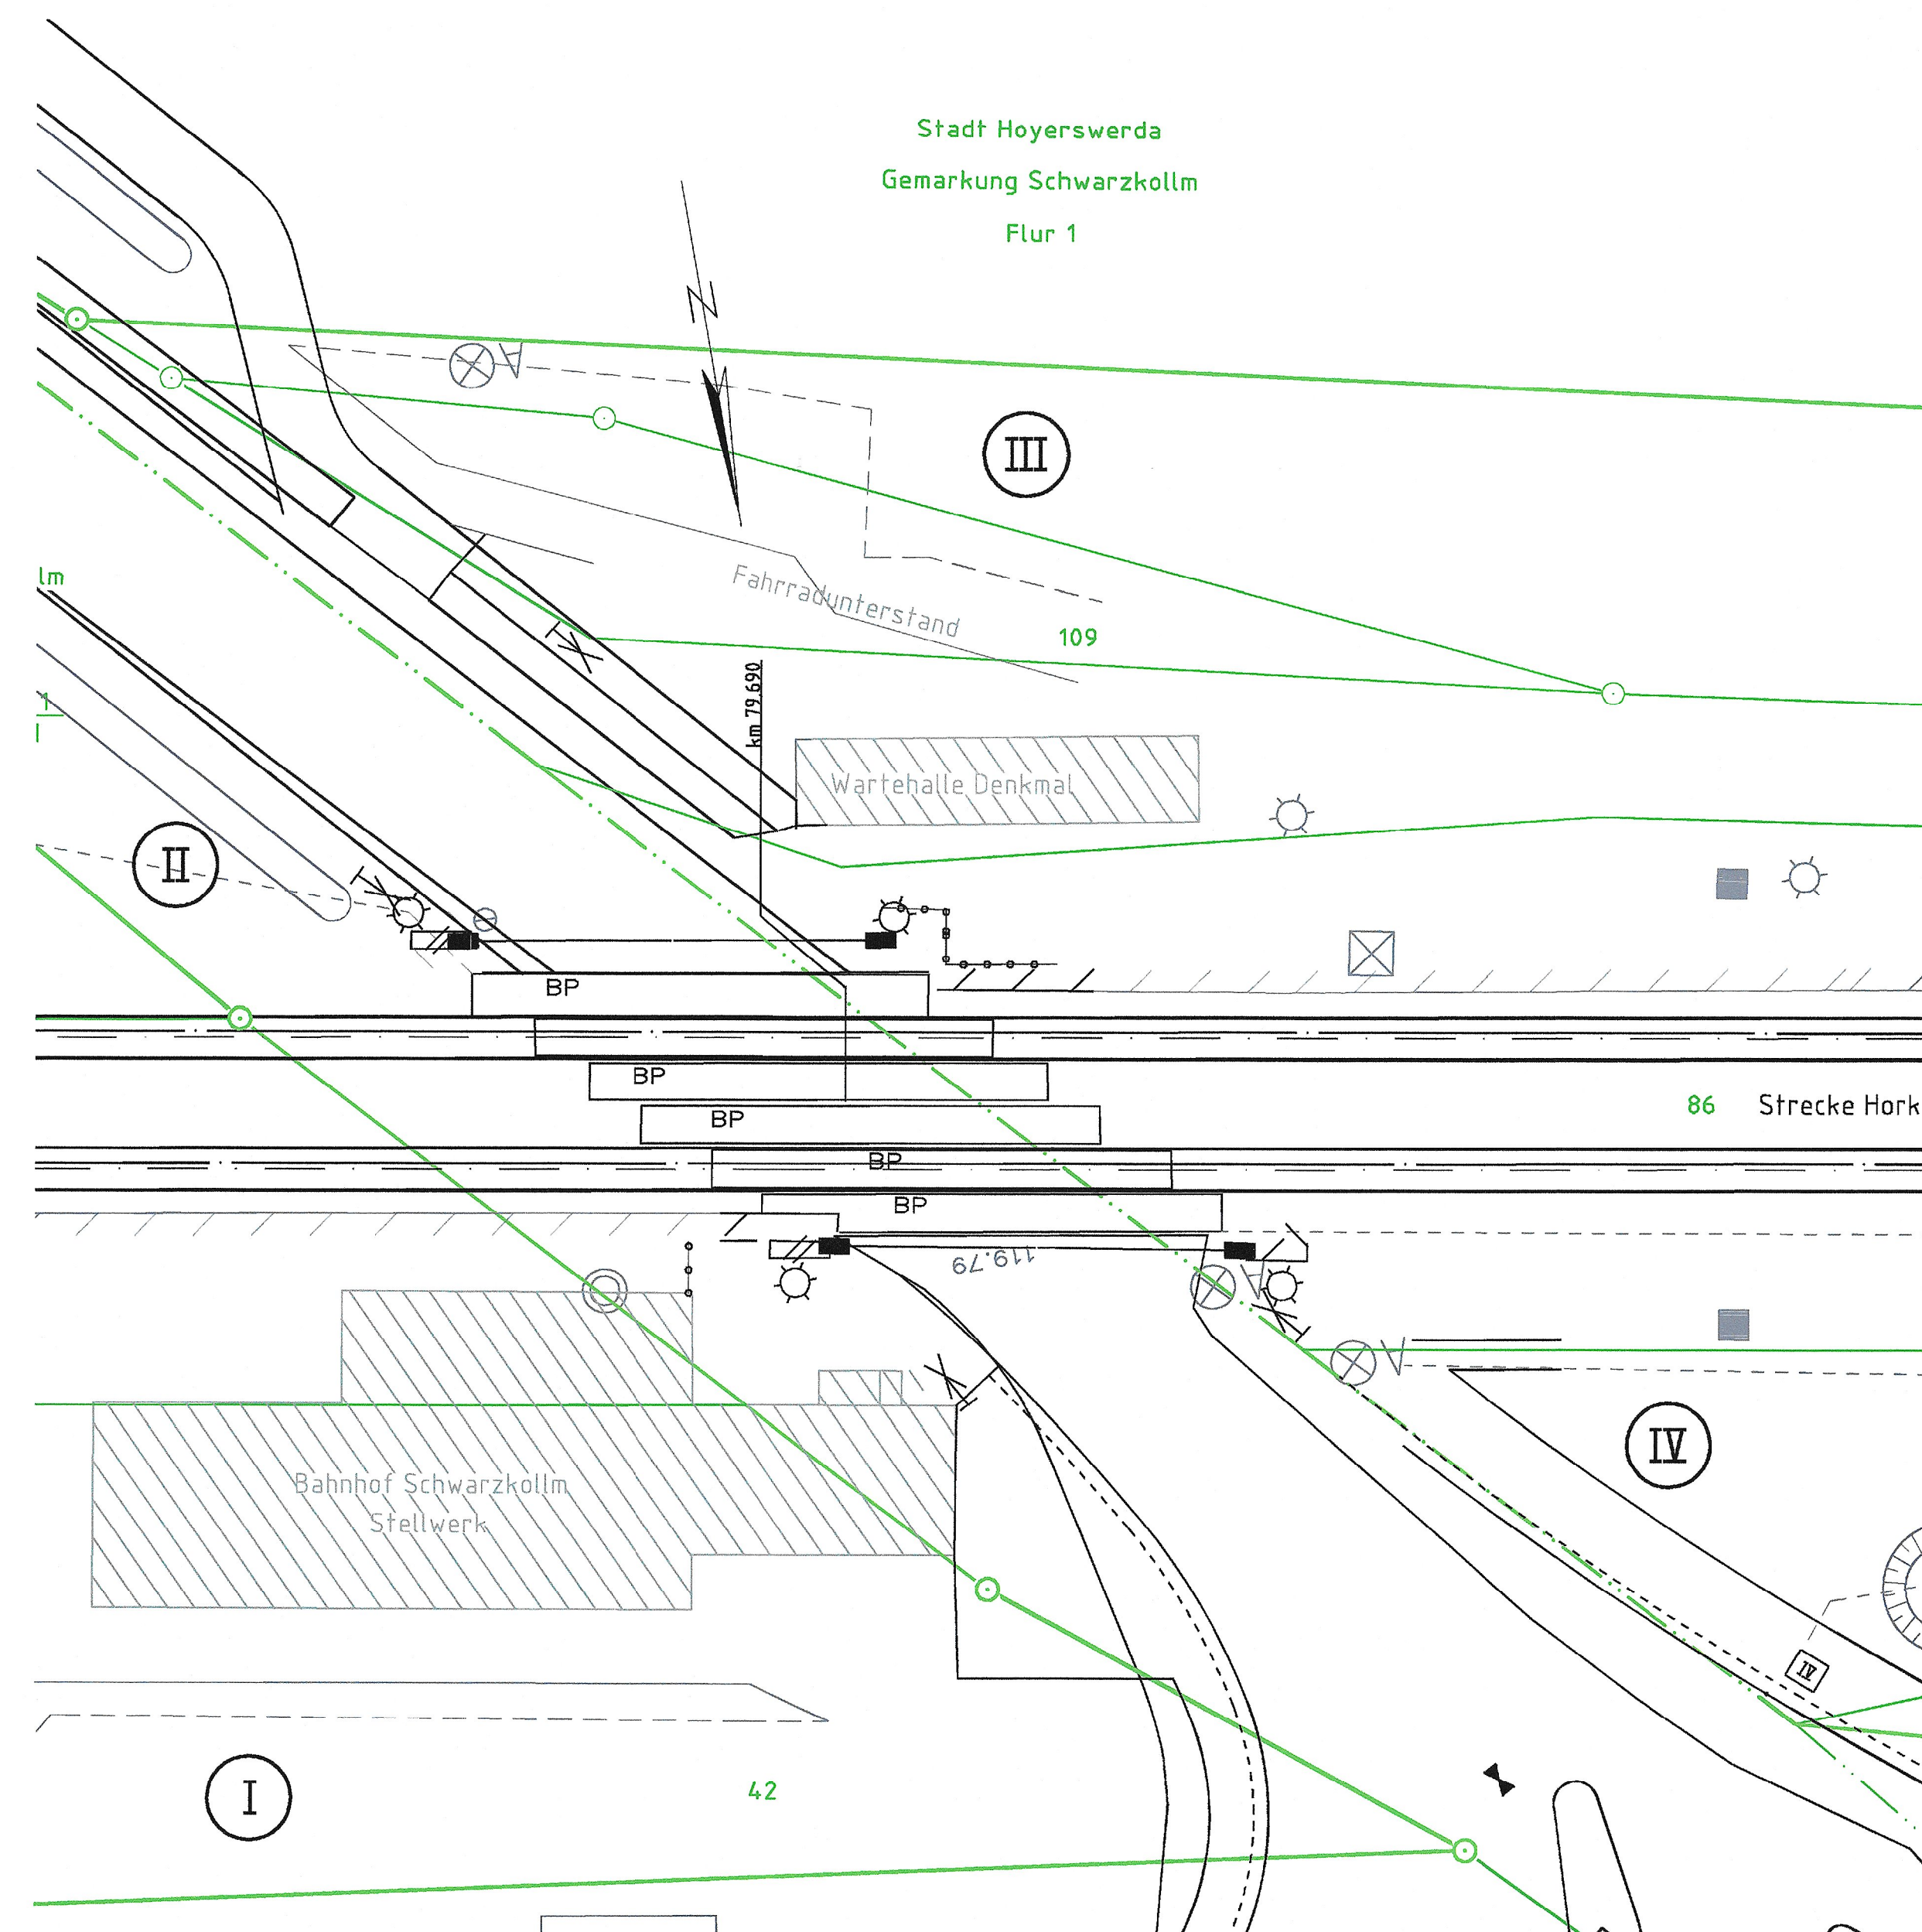 Stadt Hoyerswerda
Gemarkung Schwarzkollm
Flur 1
N
A
III
lm
Fahrradunterstand
109
km 79.690
1
Wartehalle Denkmal
II
BP
BP
86 Strecke Hork
BP
BP
BP
119.79
A
A
IV
Bahnhof Schwarzkollm
Stellwerk
IV
I
42